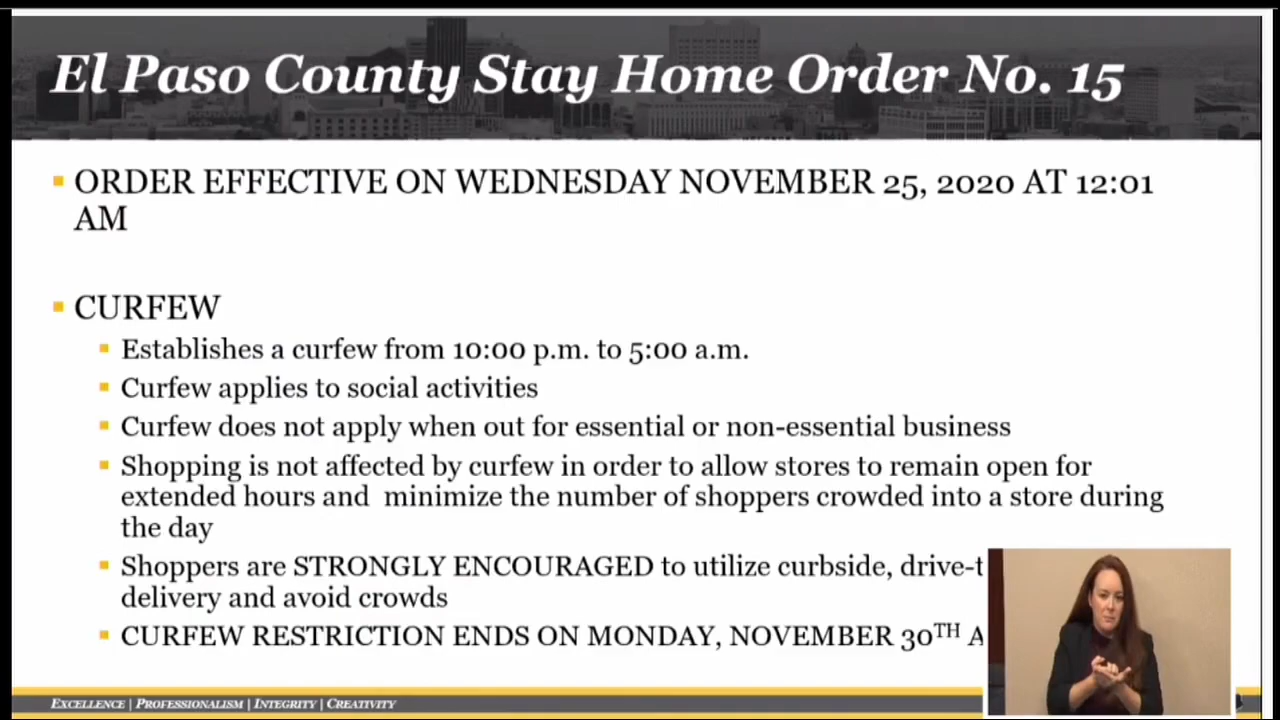 El Paso County Stay Home Order No. 15
ORDER EFFECTIVE ON WEDNESDAY NOVEMBER 25, 2020 AT 12:01
AM
CURFEW
Establishes a curfew from 10:00 p.m. to 5:00 a.m.
Curfew applies to social activities
Curfew does not apply when out for essential or non-essential business
Shopping is not affected by curfew in order to allow stores to remain open for
extended hours and minimize the number of shoppers crowded into a store during
the day
Shoppers are STRONGLY ENCOURAGED to utilize curbside,
delivery and avoid crowds
CURFEW RESTRICTION ENDS ON MONDAY, NOVEMBER 30TH
EXCELLENCE | PROFESSIONALISM | INTEGRITY | CREATIVITY